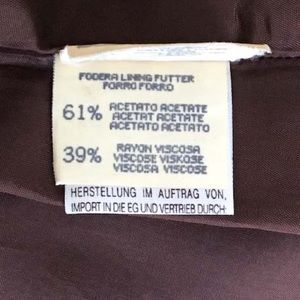 FODERA LINING FUTTER
FORRO FORRO
61% ACETATO ACETATE
ACETAT ACETATE
ACETATO ACETATO
39% RAYON VISCOSA
VISCOSE VISKOSE
VISCOSE VISCOSA
HERSTELLUNG IM AUFTRAG VON,
IMPORT IN DIE EG UND VERTRIEB DURCH: